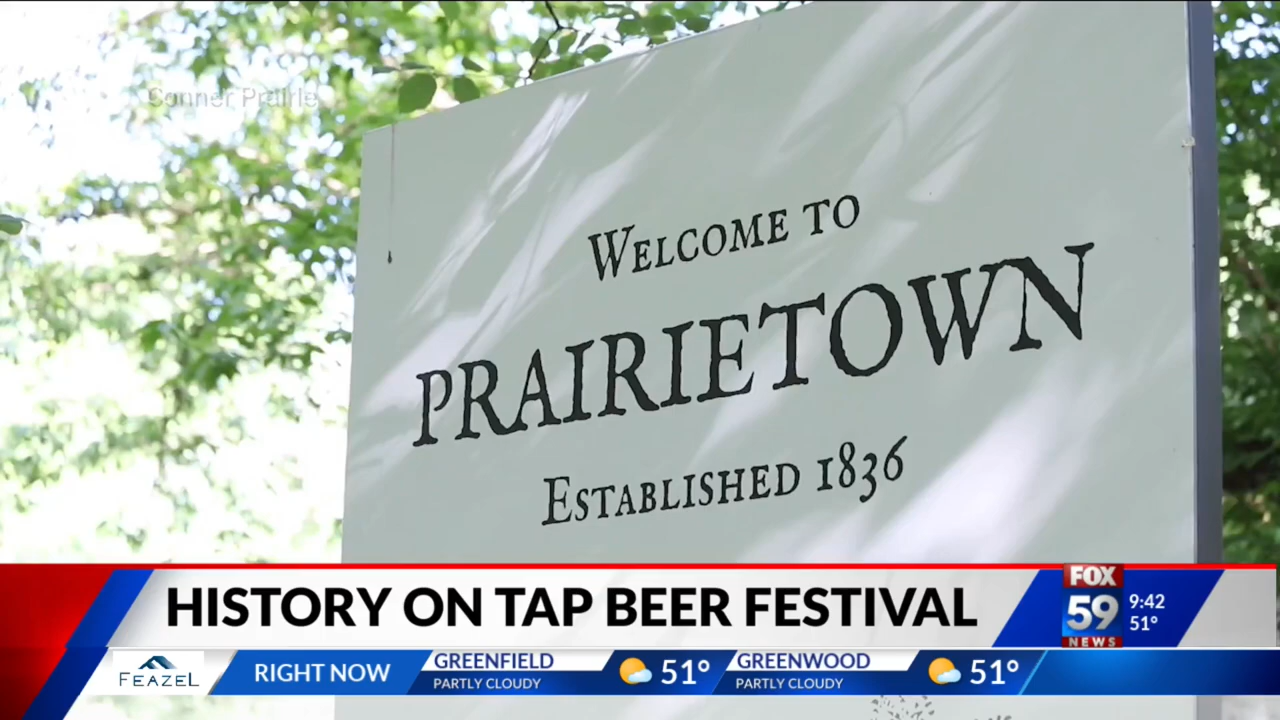 Conner Prairie
Welcome to
PRAIRIETOWN
Established 1836
HISTORY ON TAP BEER FESTIVAL
FOX
59
NEWS
9:42
51°
FEAZEL
RIGHT NOW
GREENFIELD
PARTLY CLOUDY
51°
GREENWOOD
PARTLY CLOUDY
51°